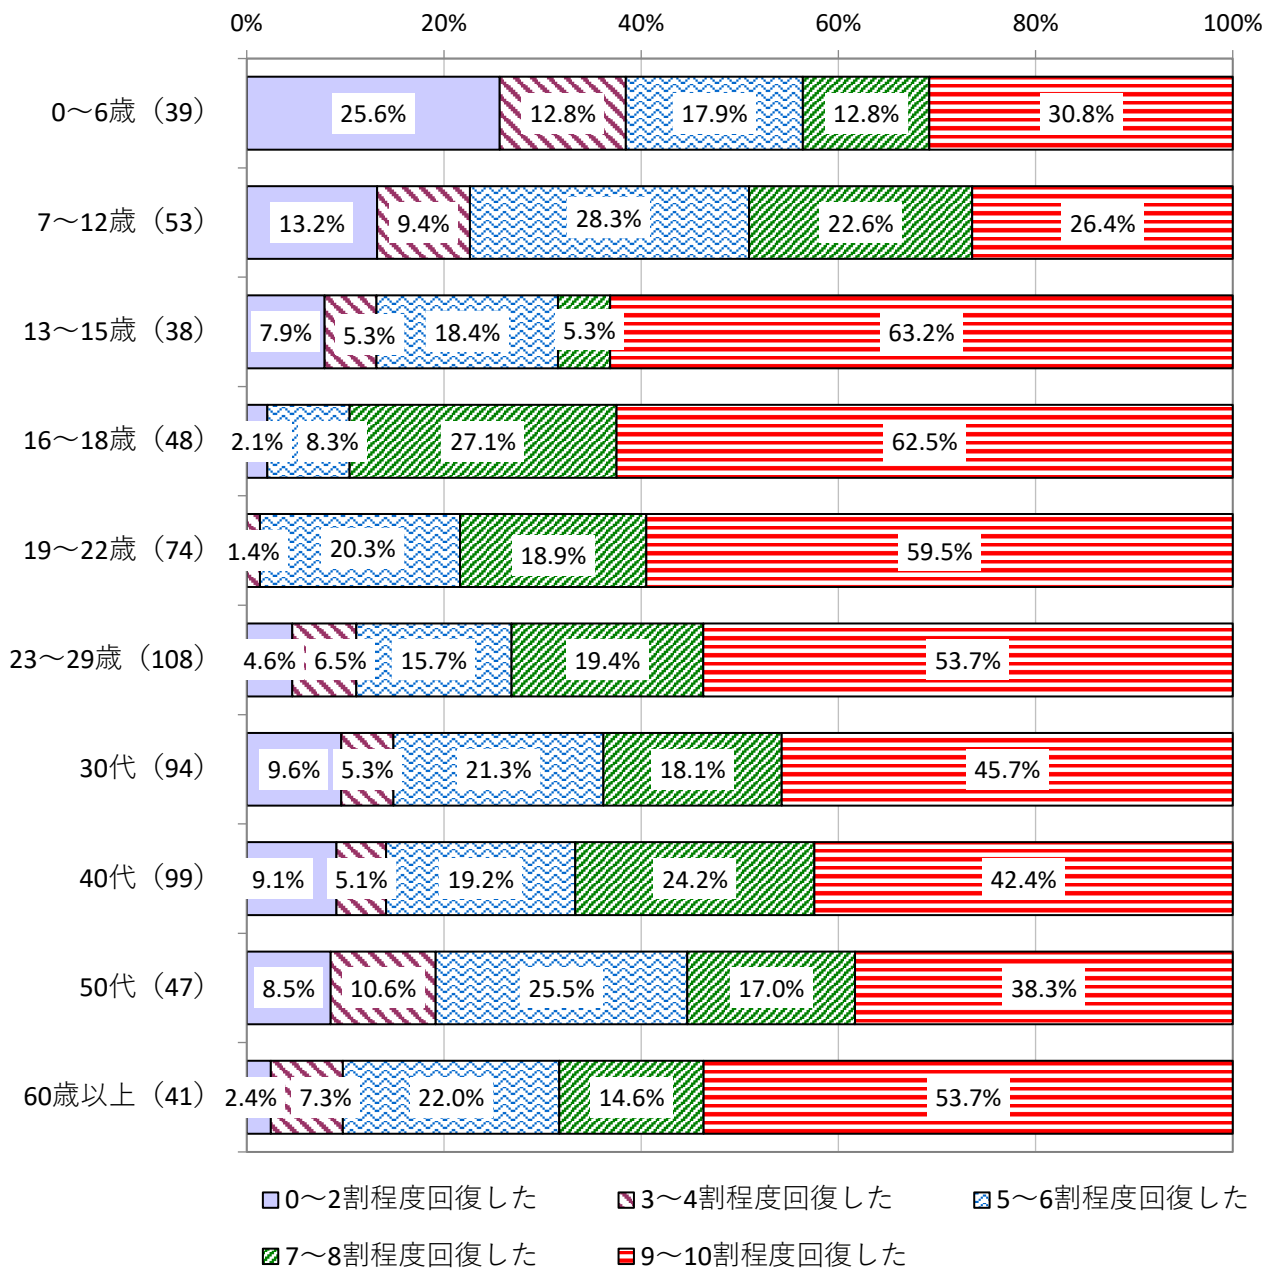 0% 20% 40% 60% 80% 100%
0～6歳（39） 25.6% 12.8% 17.9% 12.8% 30.8%
7～12歳（53） 13.2% 9.4% 28.3% 22.6% 26.4%
13～15歳（38） 7.9% 5.3% 18.4% 5.3% 63.2%
16～18歳（48） 2.1% 8.3% 27.1% 62.5%
19～22歳（74） 1.4% 20.3% 18.9% 59.5%
23～29歳（108） 4.6% 6.5% 15.7% 19.4% 53.7%
30代（94） 9.6% 5.3% 21.3% 18.1% 45.7%
40代（99） 9.1% 5.1% 19.2% 24.2% 42.4%
50代（47） 8.5% 10.6% 25.5% 17.0% 38.3%
60歳以上（41） 2.4% 7.3% 22.0% 14.6% 53.7%
0～2割程度回復した 3～4割程度回復した 5～6割程度回復した
7～8割程度回復した 9～10割程度回復した